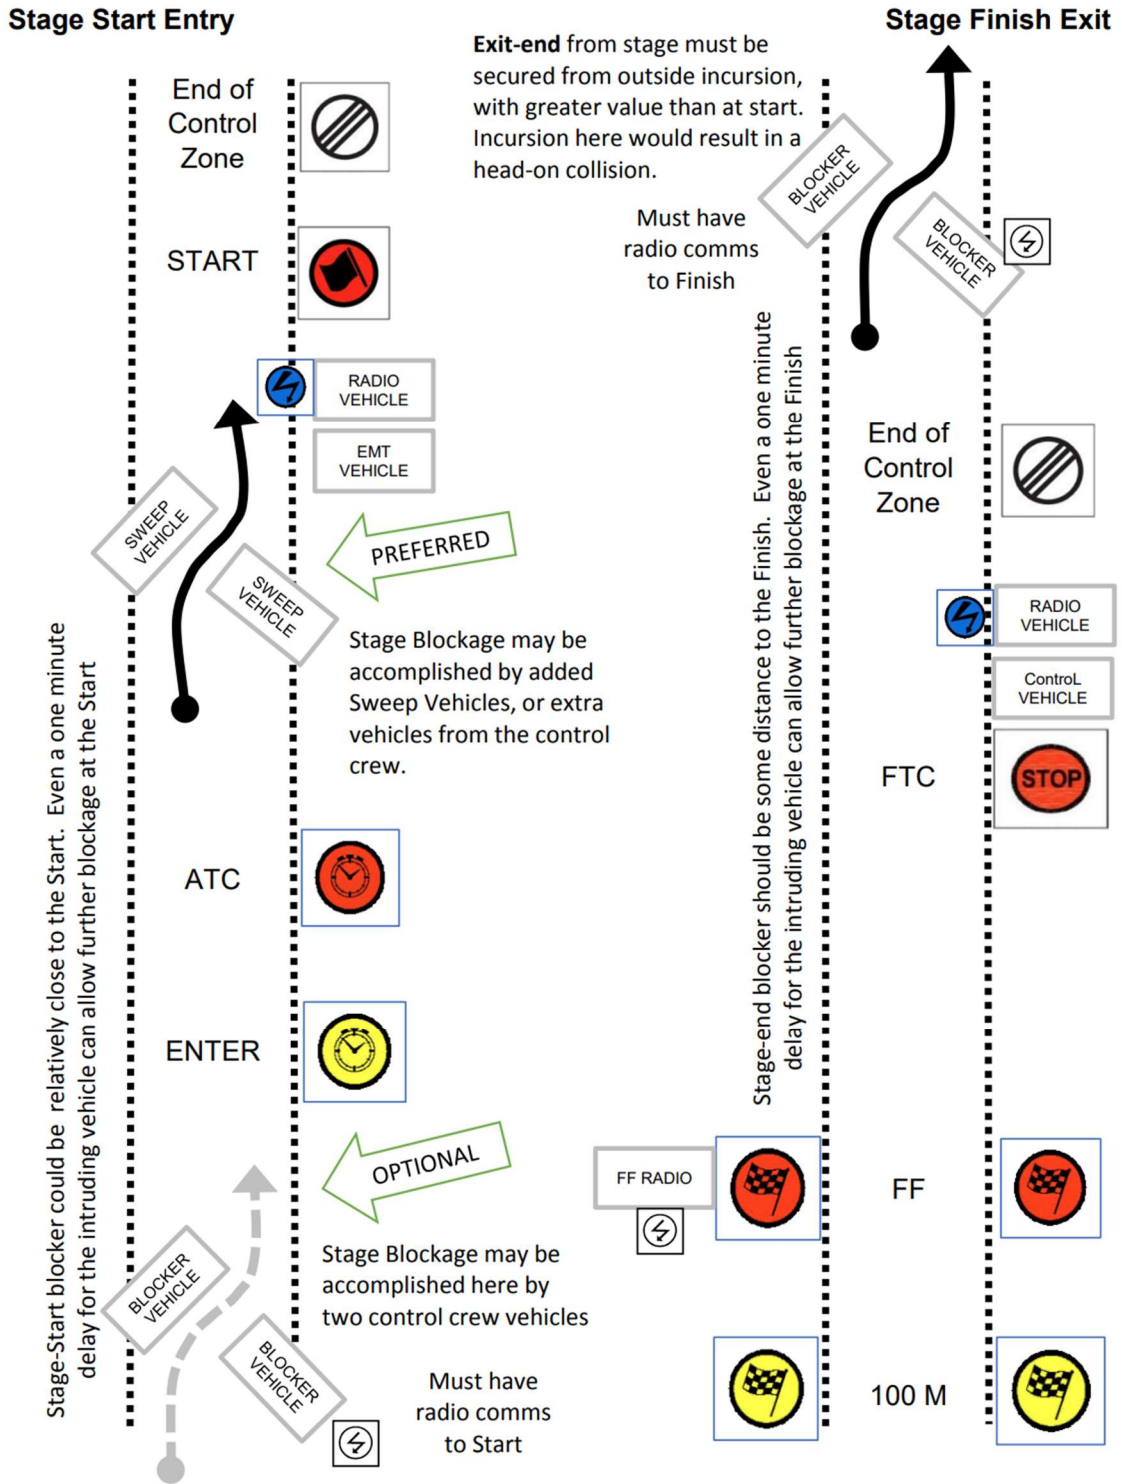 Stage Start Entry
End of
Control
Zone
START
RADIO
VEHICLE
EMT
VEHICLE
SWEEP
VEHICLE
SWEEP
VEHICLE
PREFERRED
Stage Blockage may be
accomplished by added
Sweep Vehicles, or extra
vehicles from the control
crew.
ATC
ENTER
OPTIONAL
BLOCKER
VEHICLE
BLOCKER
VEHICLE
Stage Blockage may be
accomplished here by
two control crew vehicles
Must have
radio comms
to Start
Stage-Start blocker could be relatively close to the Start. Even a one minute
delay for the intruding vehicle can allow further blockage at the Start
Stage Finish Exit
Exit-end from stage must be
secured from outside incursion,
with greater value than at start.
Incursion here would result in a
head-on collision.
BLOCKER
VEHICLE
BLOCKER
VEHICLE
Must have
radio comms
to Finish
Stage-end blocker should be some distance to the Finish. Even a one minute
delay for the intruding vehicle can allow further blockage at the Finish
End of
Control
Zone
RADIO
VEHICLE
ControL
VEHICLE
FTC
STOP
FF RADIO
FF
100 M